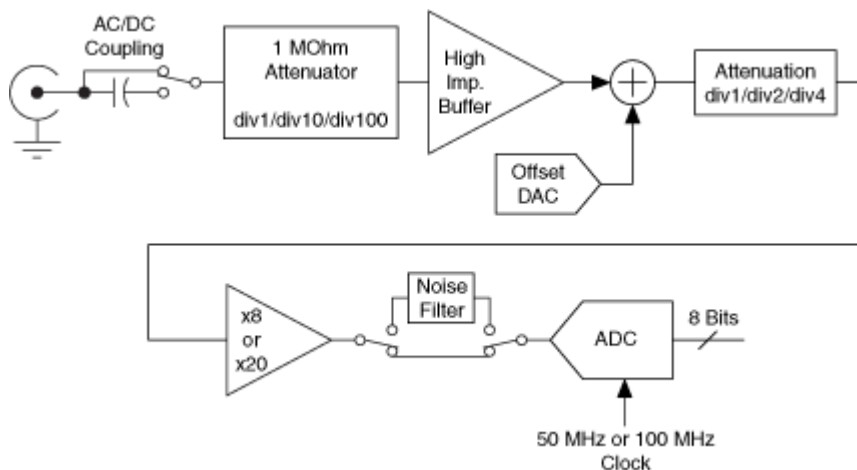 AC/DC
Coupling
1 MOhm
Attenuator
div1/div10/div100
High
Imp.
Buffer
Attenuation
div1/div2/div4
Offset
DAC
x8
or
x20
Noise
Filter
ADC
8 Bits
50 MHz or 100 MHz
Clock